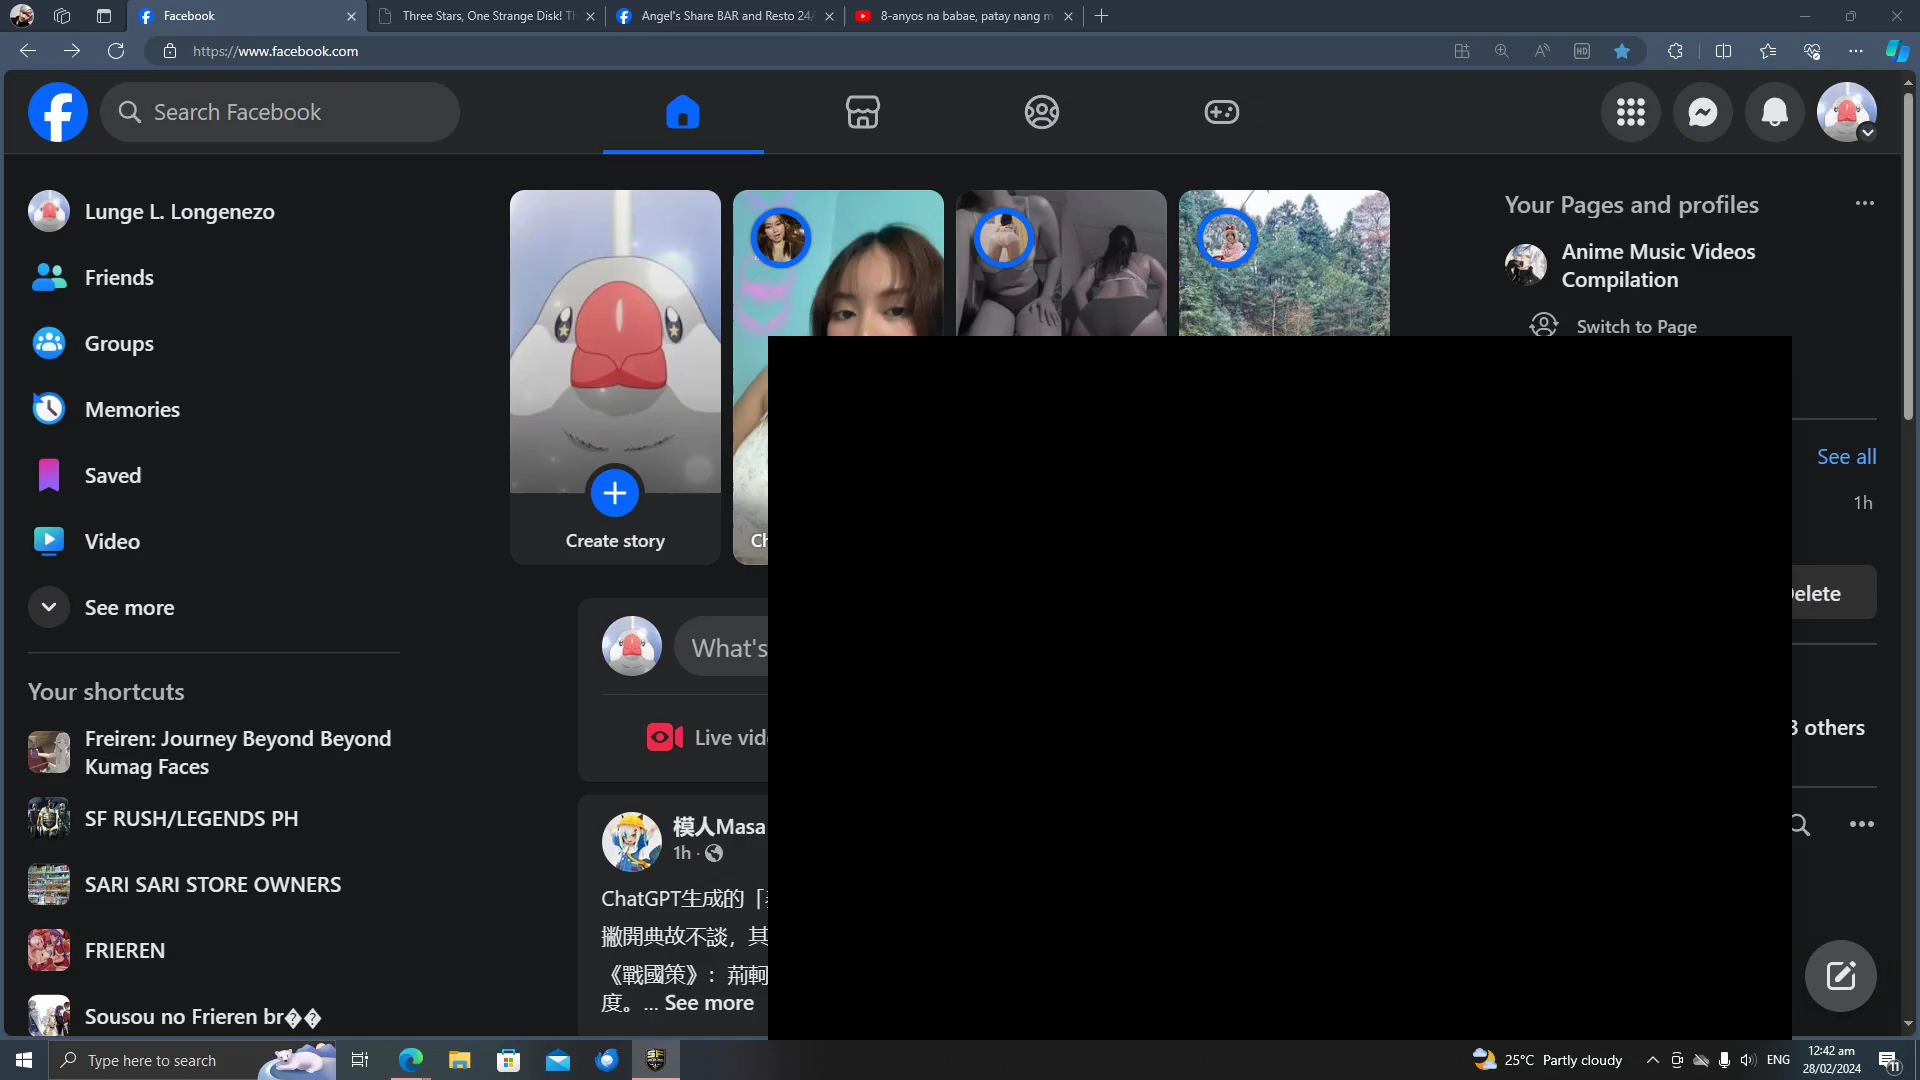 Facebook
Three Stars, One Strange Disk!
Angel's Share BAR and Resto 24/
8-anyos na babae, patay nang m
https://www.facebook.com
HD
Search Facebook
Lunge L. Longenezo
Friends
Groups
Memories
Saved
Video
See more
Your shortcuts
Freiren: Journey Beyond Beyond
Kumag Faces
SF RUSH/LEGENDS PH
SARI SARI STORE OWNERS
FRIEREN
Sousou no Frieren br��
Create story
Ch
What's
Live vide
模人Masa
1h ·
ChatGPT生成的「
撇開典故不談，其
《戰國策》：荊軻
度。... See more
Your Pages and profiles
Anime Music Videos
Compilation
Switch to Page
See all
1h
Delete
3 others
Type here to search
25°C Partly cloudy
ENG
12:42 am
28/02/2024
11